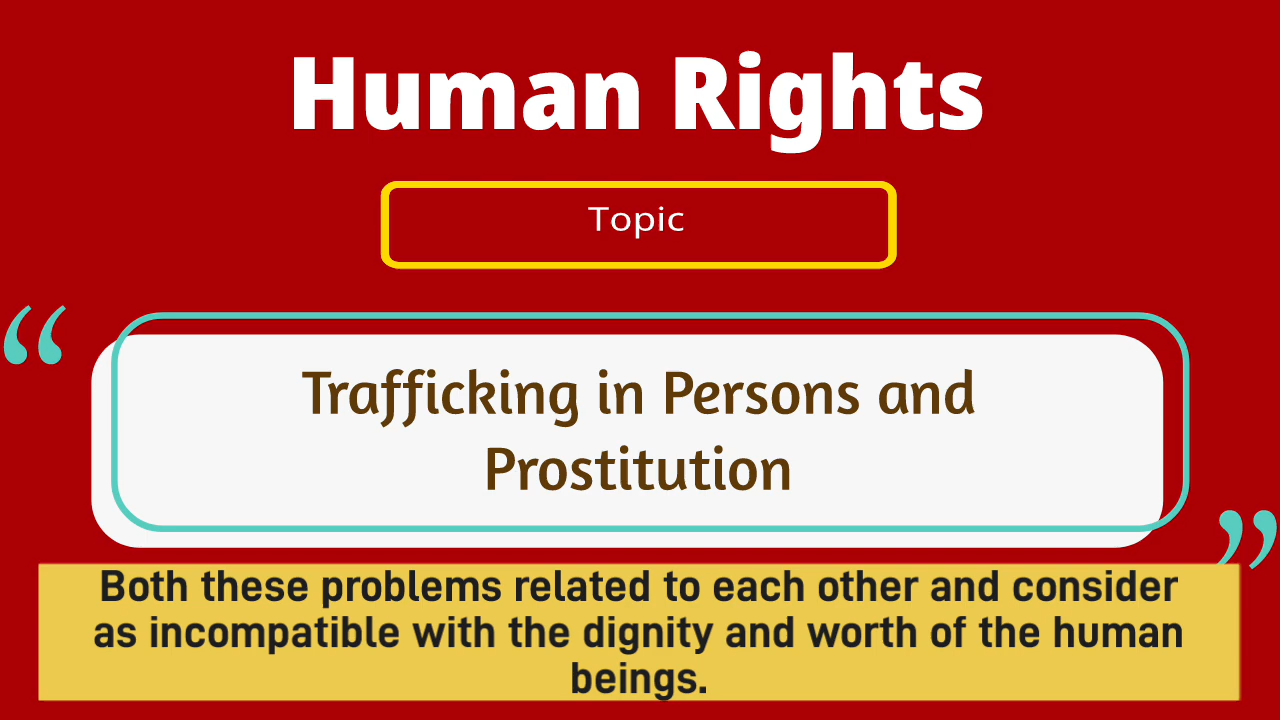 Human Rights
Topic
“
Trafficking in Persons and
Prostitution
”
Both these problems related to each other and consider
as incompatible with the dignity and worth of the human
beings.